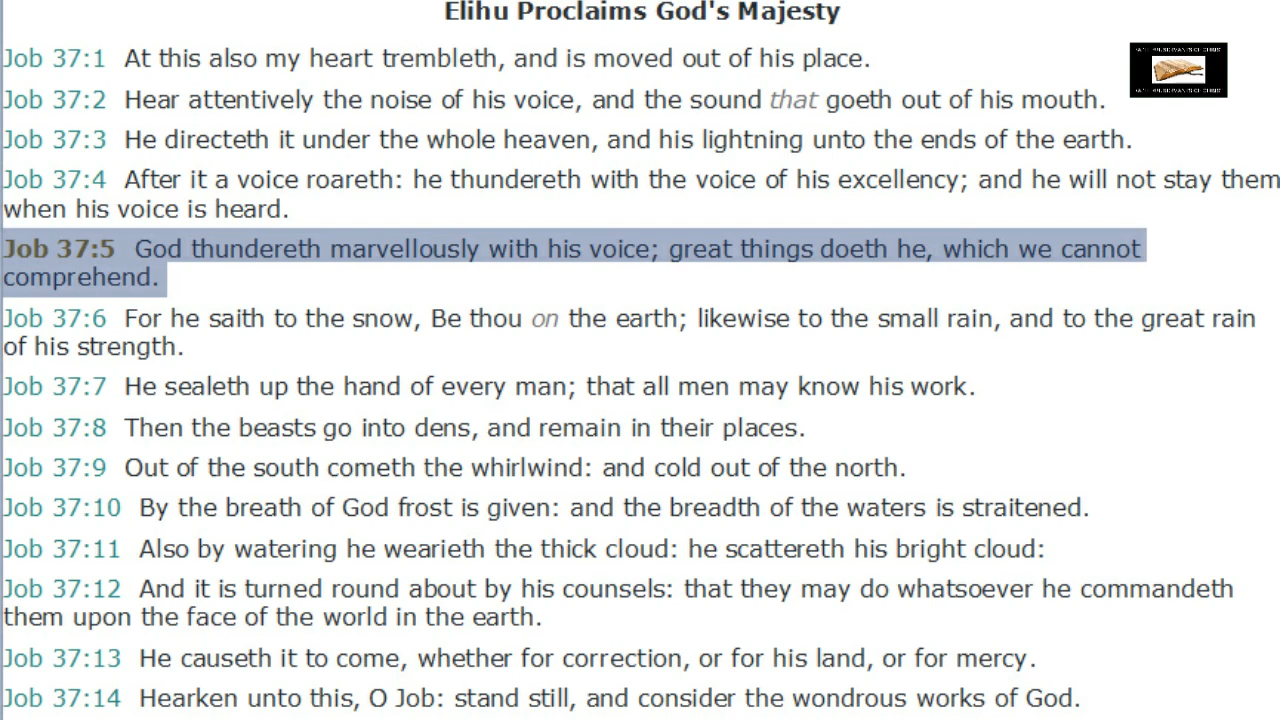 Elihu Proclaims God's Majesty
Job 37:1 At this also my heart trembleth, and is moved out of his place.
Job 37:2 Hear attentively the noise of his voice, and the sound that goeth out of his mouth.
Job 37:3 He directeth it under the whole heaven, and his lightning unto the ends of the earth.
Job 37:4 After it a voice roareth: he thundereth with the voice of his excellency; and he will not stay them
when his voice is heard.
Job 37:5 God thundereth marvellously with his voice; great things doeth he, which we cannot
comprehend.
Job 37:6 For he saith to the snow, Be thou on the earth; likewise to the small rain, and to the great rain
of his strength.
Job 37:7 He sealeth up the hand of every man; that all men may know his work.
Job 37:8 Then the beasts go into dens, and remain in their places.
Job 37:9 Out of the south cometh the whirlwind: and cold out of the north.
Job 37:10 By the breath of God frost is given: and the breadth of the waters is straitened.
Job 37:11 Also by watering he wearieth the thick cloud: he scattereth his bright cloud:
Job 37:12 And it is turned round about by his counsels: that they may do whatsoever he commandeth
them upon the face of the world in the earth.
Job 37:13 He causeth it to come, whether for correction, or for his land, or for mercy.
Job 37:14 Hearken unto this, O Job: stand still, and consider the wondrous works of God.